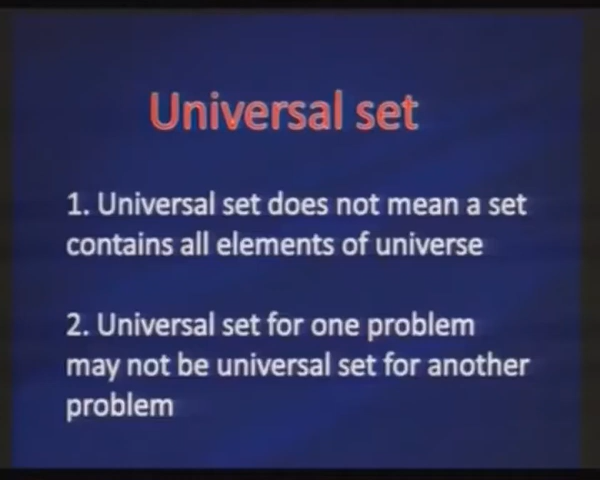 Universal set
1. Universal set does not mean a set
contains all elements of universe
2. Universal set for one problem
may not be universal set for another
problem